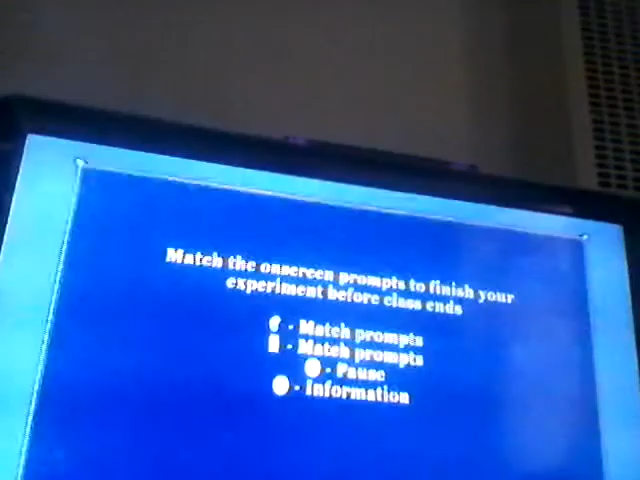 Match the onscreen prompts to finish your
experiment before class ends
- Match prompts
- Match prompts
- Pause
- Information